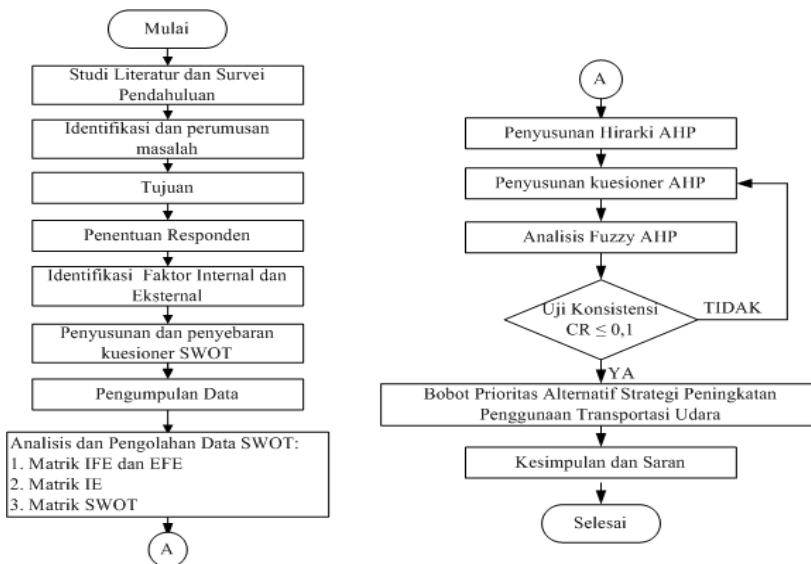 Mulai
Studi Literatur dan Survei
Pendahuluan
Identifikasi dan perumusan
masalah
Tujuan
Penentuan Responden
Identifikasi Faktor Internal dan
Eksternal
Penyusunan dan penyebaran
kuesioner SWOT
Pengumpulan Data
Analisis dan Pengolahan Data SWOT:
1. Matrik IFE dan EFE
2. Matrik IE
3. Matrik SWOT
A
A
Penyusunan Hirarki AHP
Penyusunan kuesioner AHP
Analisis Fuzzy AHP
Uji Konsistensi
CR ≤ 0,1
TIDAK
YA
Bobot Prioritas Alternatif Strategi Peningkatan
Penggunaan Transportasi Udara
Kesimpulan dan Saran
Selesai